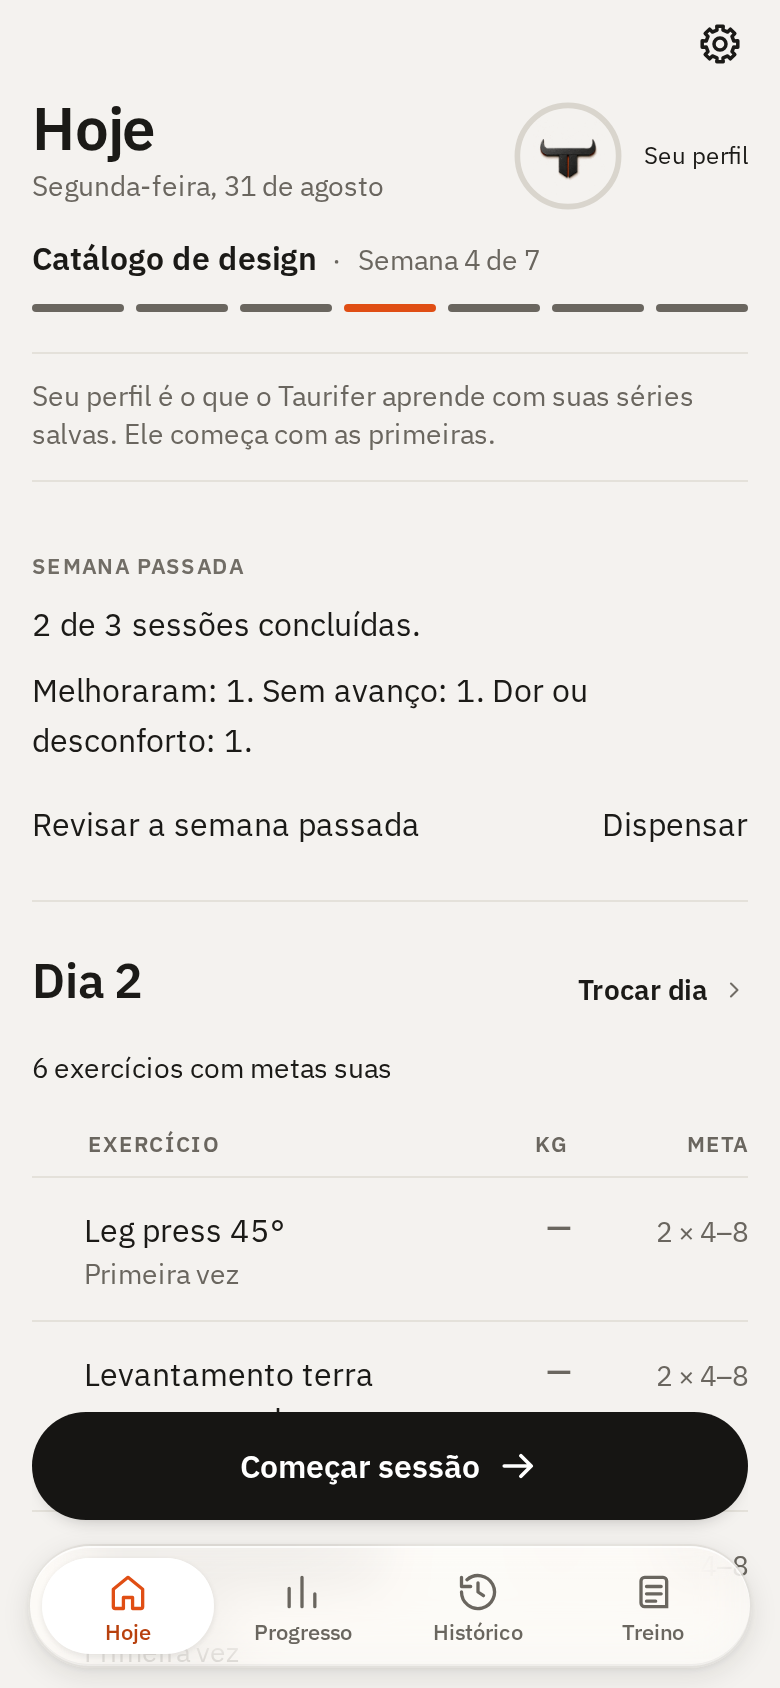 Hoje
Segunda-feira, 31 de agosto
Seu perfil
Catálogo de design · Semana 4 de 7
Seu perfil é o que o Taurifer aprende com suas séries
salvas. Ele começa com as primeiras.
SEMANA PASSADA
2 de 3 sessões concluídas.
Melhoraram: 1. Sem avanço: 1. Dor ou
desconforto: 1.
Revisar a semana passada Dispensar
Dia 2
Trocar dia
6 exercícios com metas suas
EXERCÍCIO KG META
Leg press 45° — 2 × 4–8
Primeira vez
Levantamento terra — 2 × 4–8
Começar sessão
4–8
Hoje Progresso Histórico Treino
Primeira vez